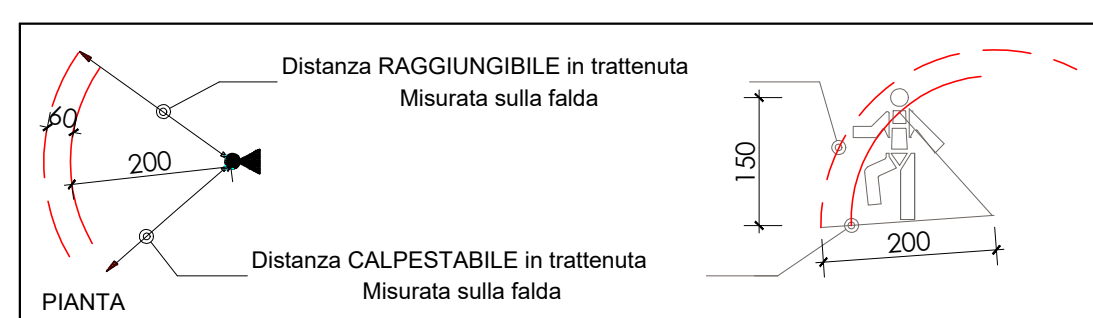 Distanza RAGGIUNGIBILE in trattenuta
Misurata sulla falda
60
200
150
200
Distanza CALPESTABILE in trattenuta
Misurata sulla falda
PIANTA